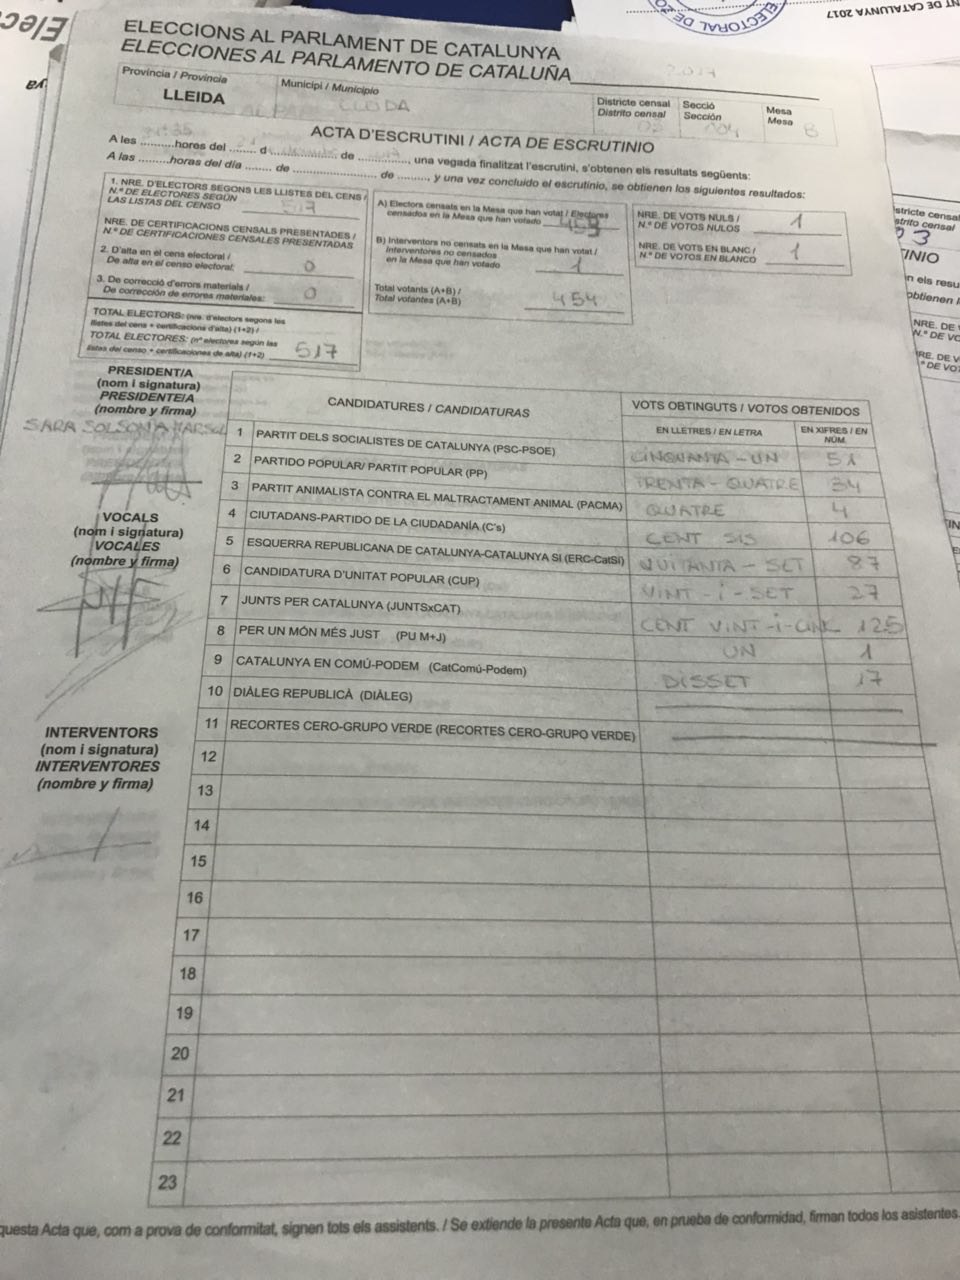 ELECCIONS AL PARLAMENT DE CATALUNYA
ELECCIONES AL PARLAMENTO DE CATALUÑA 2017
Província / Provincia
LLEIDA
Municipi / Municipio
LLEIDA
Districte censal
Distrito censal
Secció
Sección
Mesa
Mesa B
ACTA D'ESCRUTINI / ACTA DE ESCRUTINIO
A les hores del d de , una vegada finalitzat l'escrutini, s'obtenen els resultats següents:
A las horas del día de de , y una vez concluido el escrutinio, se obtienen los siguientes resultados:
1. NRE. D'ELECTORS SEGONS LES LLISTES DEL CENS /
N.º DE ELECTORES SEGÚN
LAS LISTAS DEL CENSO 517
NRE. DE CERTIFICACIONS CENSALS PRESENTADES /
N.º DE CERTIFICACIONES CENSALES PRESENTADAS
2. D'alta en el cens electoral /
De alta en el censo electoral: 0
3. De correcció d'errors materials /
De corrección de errores materiales: 0
TOTAL ELECTORS: (nre. d'electors segons les
llistes del cens + certificacions d'alta) (1+2) /
TOTAL ELECTORES: (nº electores según las
listas del censo + certificaciones de alta) (1+2) 517
A) Electors censats en la Mesa que han votat / Electores
censados en la Mesa que han votado 453
B) Interventors no censats en la Mesa que han votat /
Interventores no censados
en la Mesa que han votado 1
Total votants (A+B) /
Total votantes (A+B) 454
NRE. DE VOTS NULS /
N.º DE VOTOS NULOS 1
NRE. DE VOTS EN BLANC /
N.º DE VOTOS EN BLANCO 1
PRESIDENT/A
(nom i signatura)
PRESIDENTE/A
(nombre y firma)
SARA SOLSONA
VOCALS
(nom i signatura)
VOCALES
(nombre y firma)
INTERVENTORS
(nom i signatura)
INTERVENTORES
(nombre y firma)
CANDIDATURES / CANDIDATURAS
VOTS OBTINGUTS / VOTOS OBTENIDOS
EN LLETRES / EN LETRA
EN XIFRES / EN NÚM.
1 PARTIT DELS SOCIALISTES DE CATALUNYA (PSC-PSOE) CINQUANTA-UN 51
2 PARTIDO POPULAR/ PARTIT POPULAR (PP) TRENTA-QUATRE 34
3 PARTIT ANIMALISTA CONTRA EL MALTRACTAMENT ANIMAL (PACMA) QUATRE 4
4 CIUTADANS-PARTIDO DE LA CIUDADANÍA (C's) CENT SIS 106
5 ESQUERRA REPUBLICANA DE CATALUNYA-CATALUNYA SÍ (ERC-CatSí) VUITANTA-SET 87
6 CANDIDATURA D'UNITAT POPULAR (CUP) VINT-I-SET 27
7 JUNTS PER CATALUNYA (JUNTSxCAT) CENT VINT-I-CINC 125
8 PER UN MÓN MÉS JUST (PU M+J) UN 1
9 CATALUNYA EN COMÚ-PODEM (CatComú-Podem) DISSET 17
10 DIÀLEG REPUBLICÀ (DIÀLEG)
11 RECORTES CERO-GRUPO VERDE (RECORTES CERO-GRUPO VERDE)
12
13
14
15
16
17
18
19
20
21
22
23
questa Acta que, com a prova de conformitat, signen tots els assistents. / Se extiende la presente Acta que, en prueba de conformidad, firman todos los asistentes.